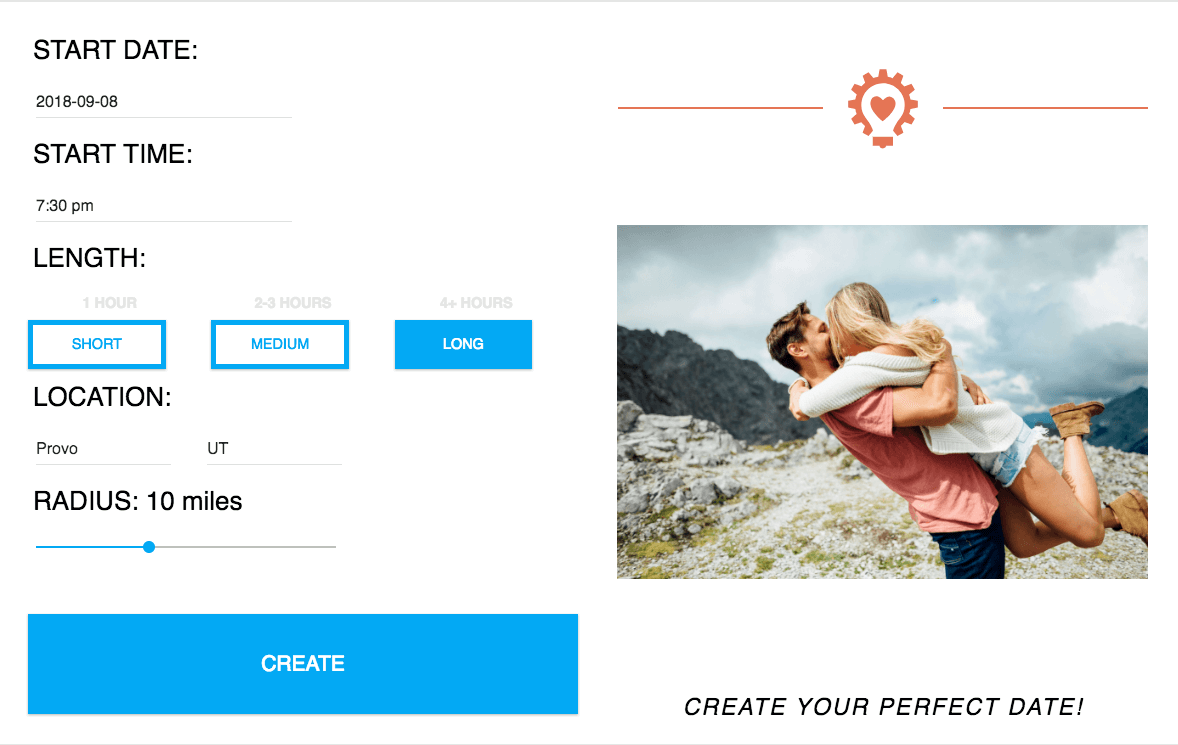 START DATE:
2018-09-08
START TIME:
7:30 pm
LENGTH:
1 HOUR 2-3 HOURS 4+ HOURS
SHORT MEDIUM LONG
LOCATION:
Provo UT
RADIUS: 10 miles
CREATE
CREATE YOUR PERFECT DATE!